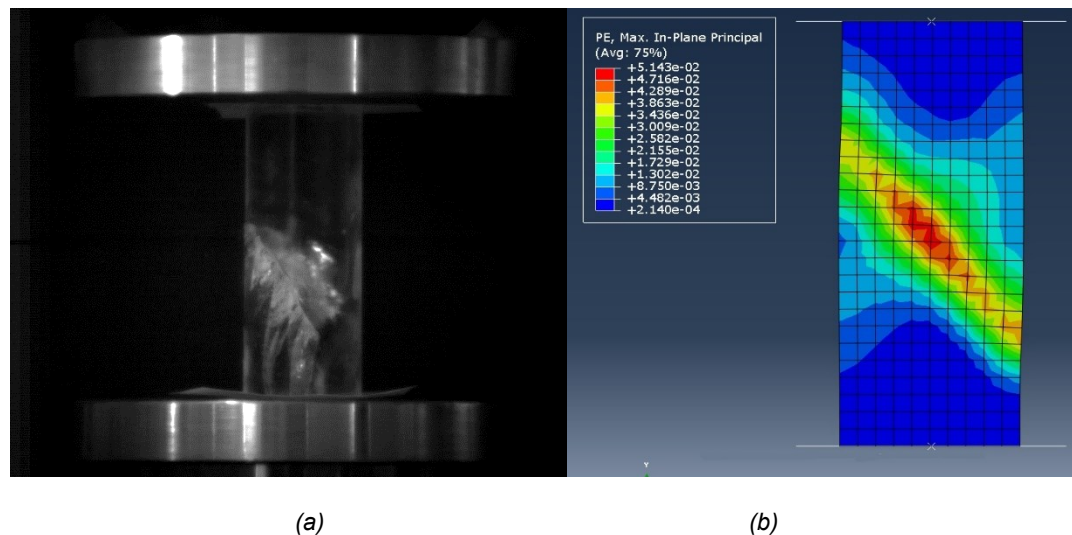 PE, Max. In-Plane Principal
(Avg: 75%)
+5.143e-02
+4.716e-02
+4.289e-02
+3.863e-02
+3.436e-02
+3.009e-02
+2.582e-02
+2.155e-02
+1.729e-02
+1.302e-02
+8.750e-03
+4.482e-03
+2.140e-04
Y
(a)
(b)